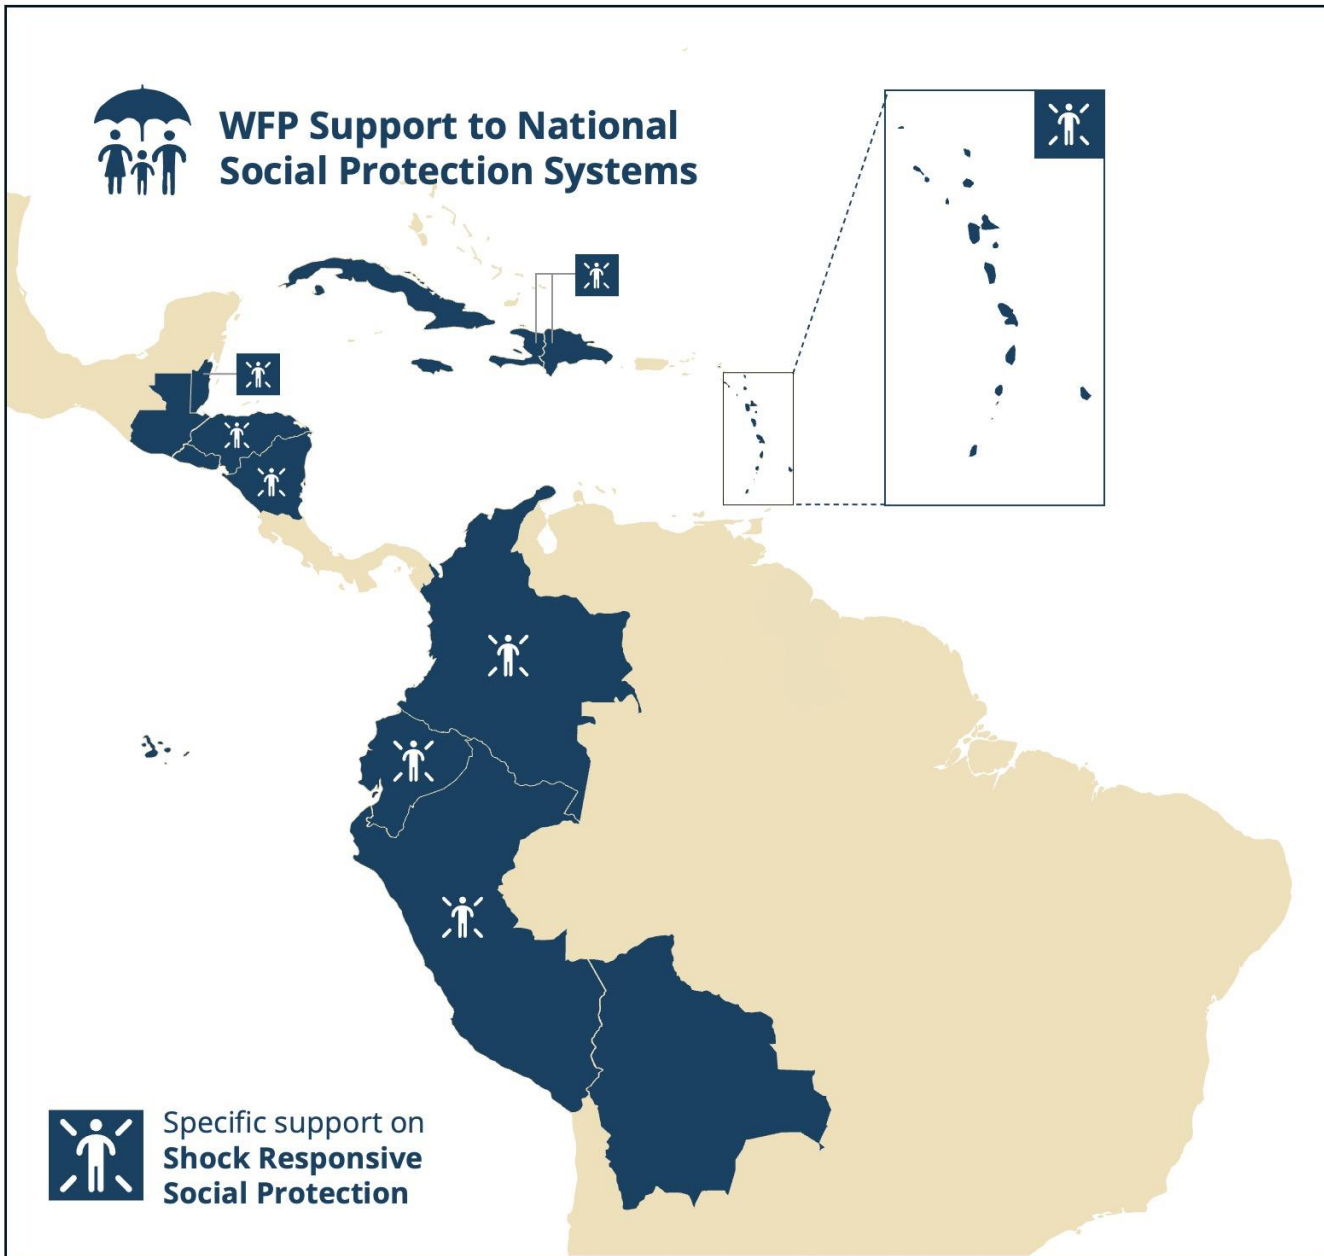 WFP Support to National
Social Protection Systems
Specific support on
Shock Responsive
Social Protection